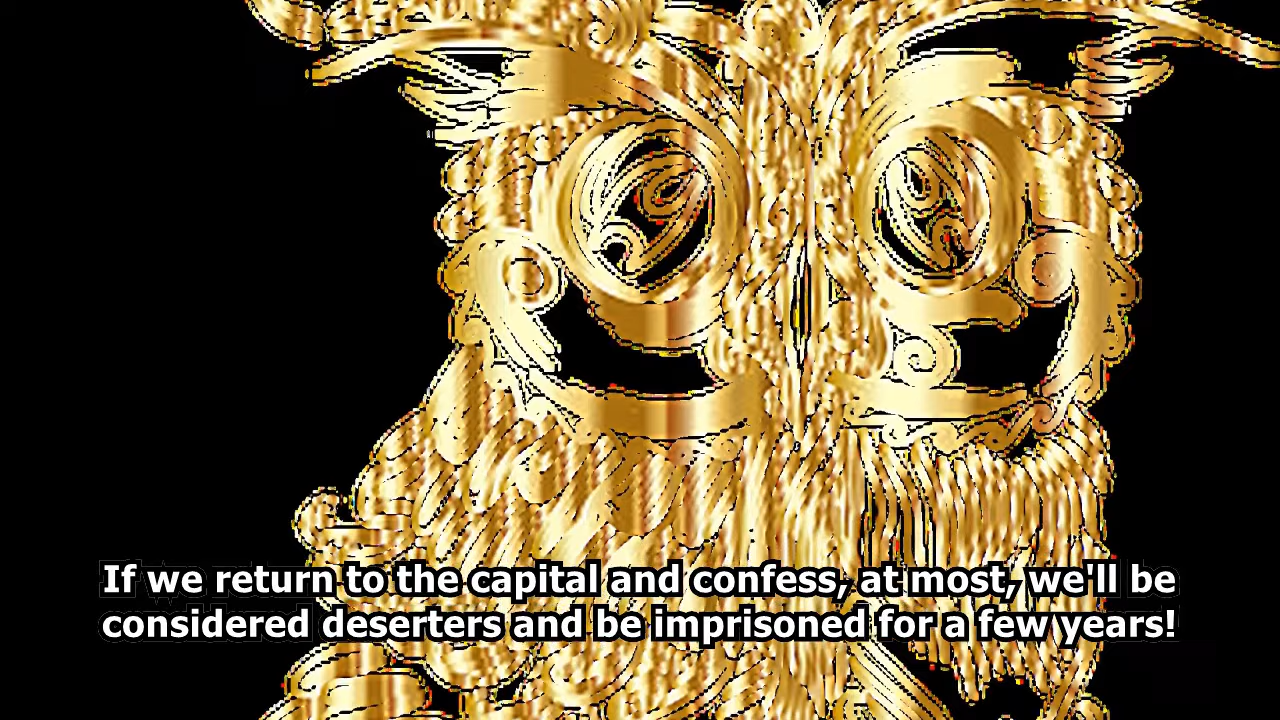 If we return to the capital and confess, at most, we'll be
considered deserters and be imprisoned for a few years!